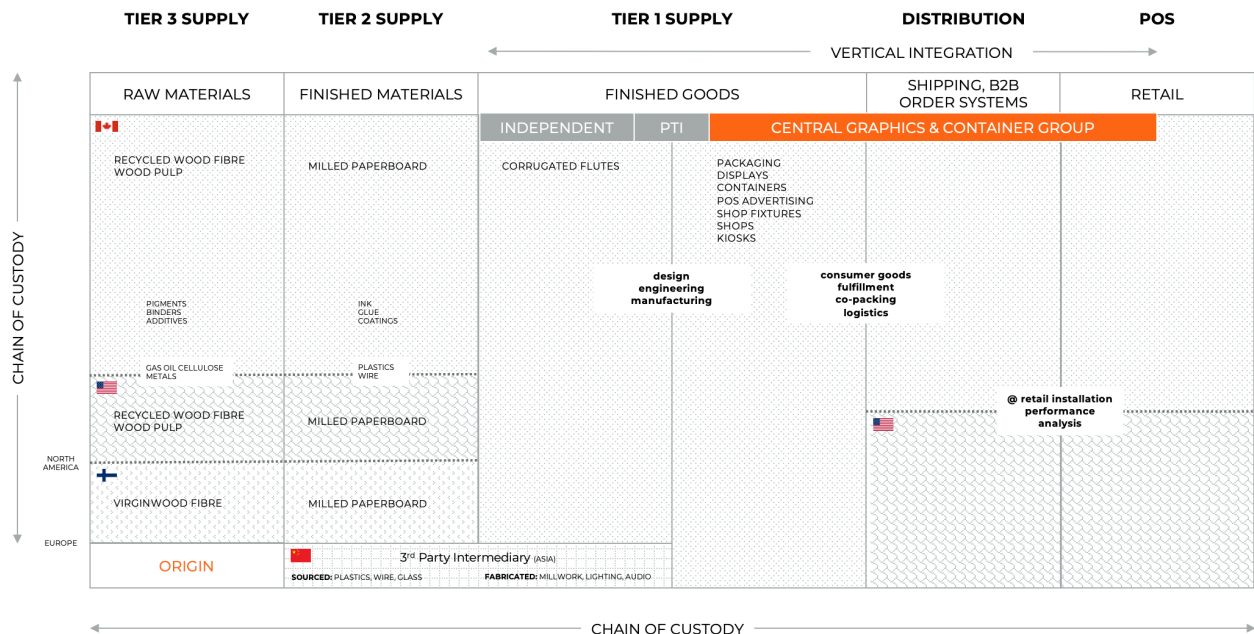 TIER 3 SUPPLY
TIER 2 SUPPLY
TIER 1 SUPPLY
DISTRIBUTION
POS
VERTICAL INTEGRATION
RAW MATERIALS
FINISHED MATERIALS
FINISHED GOODS
SHIPPING, B2B
ORDER SYSTEMS
RETAIL
INDEPENDENT
PTI
CENTRAL GRAPHICS & CONTAINER GROUP
RECYCLED WOOD FIBRE
WOOD PULP
MILLED PAPERBOARD
CORRUGATED FLUTES
PACKAGING
DISPLAYS
CONTAINERS
POS ADVERTISING
SHOP FIXTURES
SHOPS
KIOSKS
CHAIN OF CUSTODY
design
engineering
manufacturing
consumer goods
fulfillment
co-packing
logistics
PIGMENTS
BINDERS
ADDITIVES
INK
GLUE
COATINGS
GAS OIL CELLULOSE
METALS
PLASTICS
WIRE
RECYCLED WOOD FIBRE
WOOD PULP
MILLED PAPERBOARD
@ retail installation
performance
analysis
NORTH
AMERICA
VIRGINWOOD FIBRE
MILLED PAPERBOARD
EUROPE
ORIGIN
3rd Party Intermediary (ASIA)
SOURCED: PLASTICS, WIRE, GLASS
FABRICATED: MILLWORK, LIGHTING, AUDIO
CHAIN OF CUSTODY